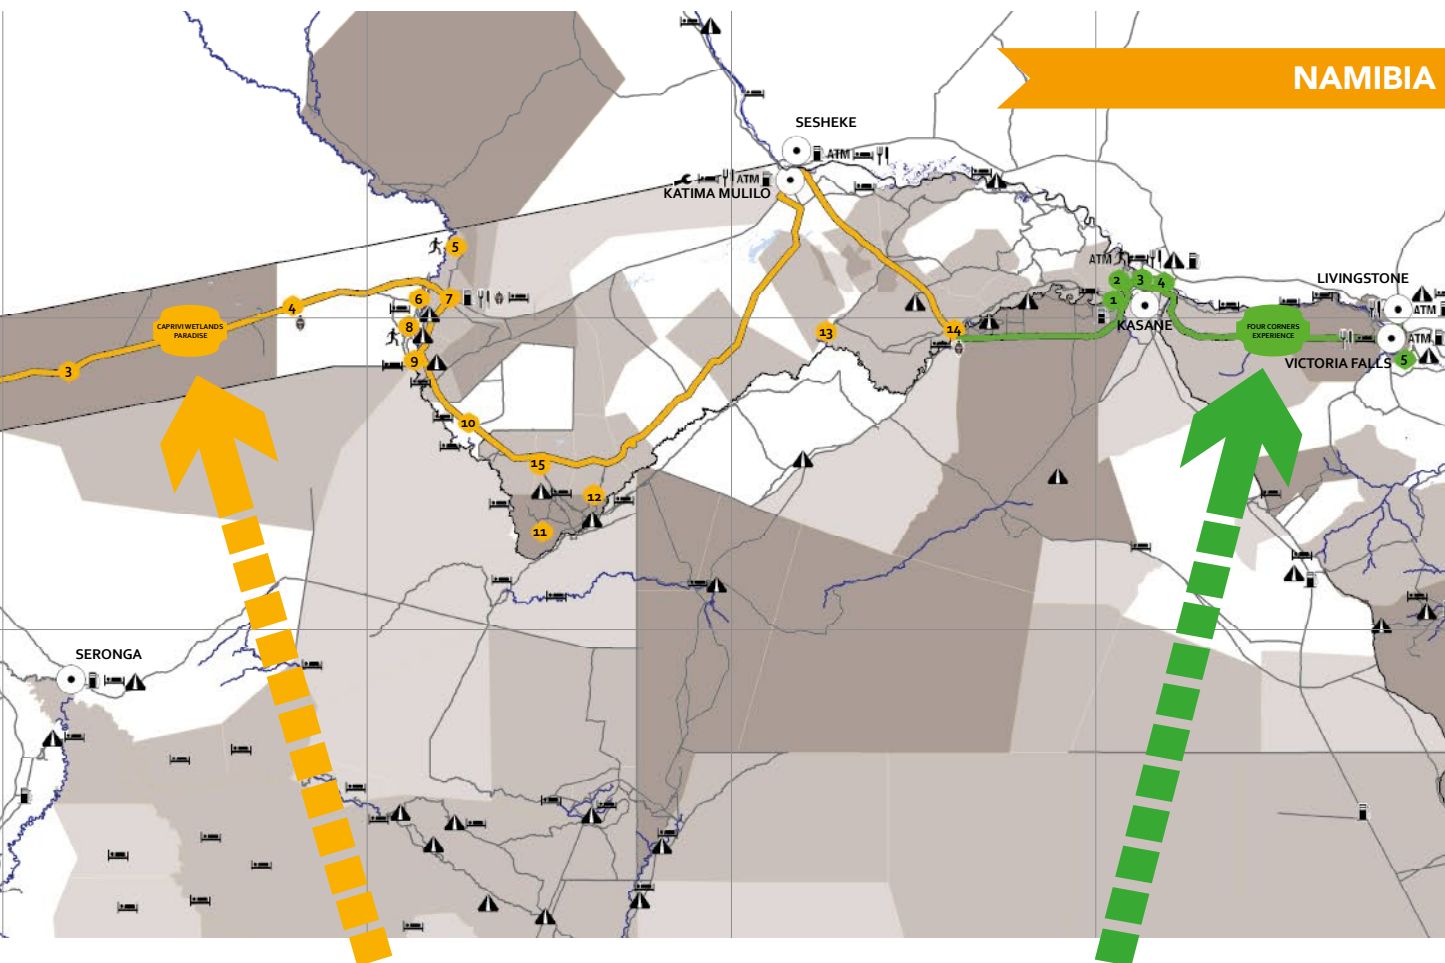 NAMIBIA
SESHEKE
ATM
ATM
KATIMA MULILO
5
ATM
2
3
4
1
LIVINGSTONE
ATM
KASANE
FOUR CORNERS
EXPERIENCE
ATM
VICTORIA FALLS
5
4
6
7
8
CAPRIVI WETLANDS
PARADISE
3
9
13
14
10
15
12
11
SERONGA